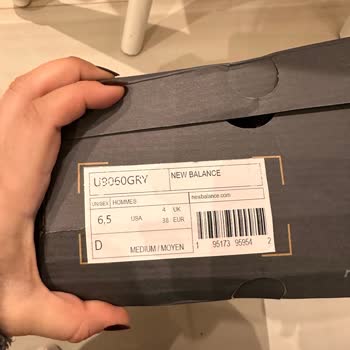 U9060GRY NEW BALANCE
UNISEX HOMMES newbalance.com
6,5 USA 4 UK
38 EUR
D MEDIUM / MOYEN
1 95173 95954 2